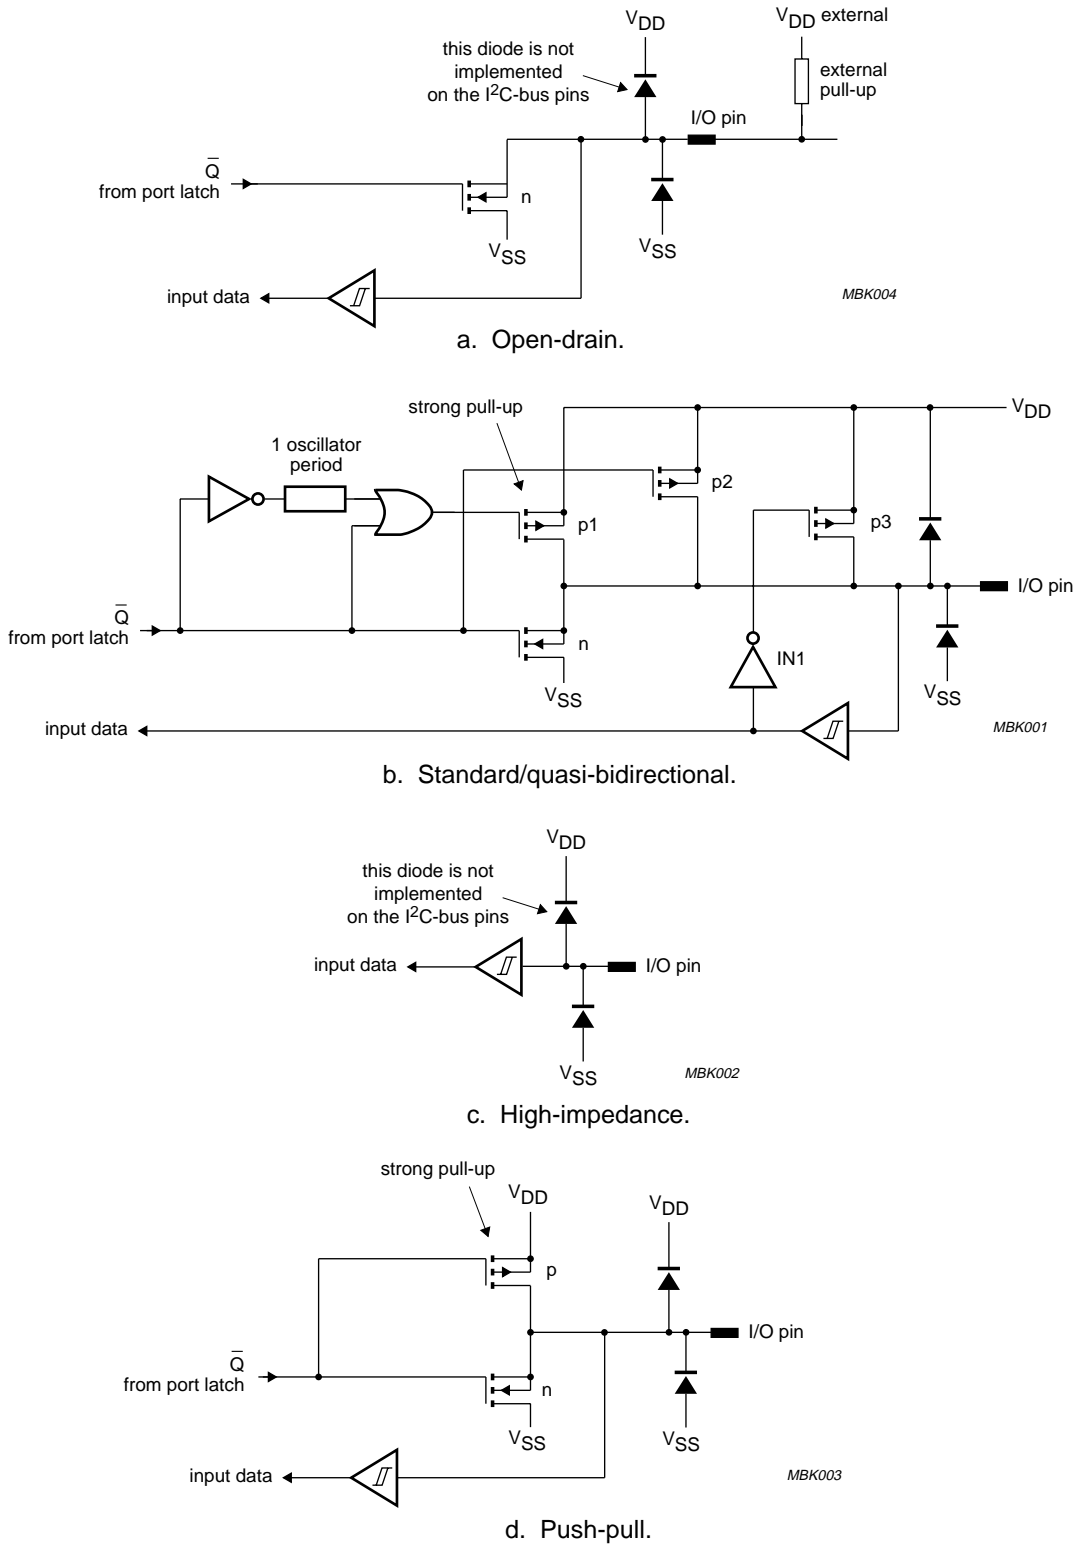 VDD
VDD external
this diode is not
implemented
on the I2C-bus pins
external
pull-up
I/O pin
Q̅
from port latch
n
VSS
VSS
input data
MBK004
a. Open-drain.
strong pull-up
VDD
1 oscillator
period
p2
p1
p3
I/O pin
Q̅
from port latch
n
IN1
VSS
VSS
input data
MBK001
b. Standard/quasi-bidirectional.
VDD
this diode is not
implemented
on the I2C-bus pins
input data
I/O pin
VSS
MBK002
c. High-impedance.
strong pull-up
VDD
VDD
p
I/O pin
Q̅
from port latch
n
VSS
VSS
input data
MBK003
d. Push-pull.